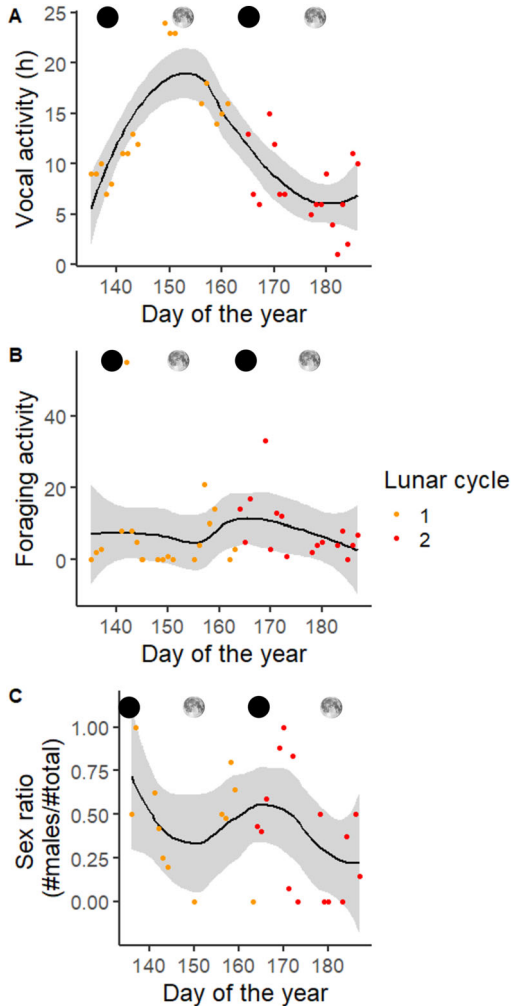 A
Vocal activity (h)
25
20
15
10
5
0
140 150 160 170 180
Day of the year
B
Foraging activity
40
20
0
140 150 160 170 180
Day of the year
Lunar cycle
1
2
C
Sex ratio
(#males/#total)
1.00
0.75
0.50
0.25
0.00
140 150 160 170 180
Day of the year